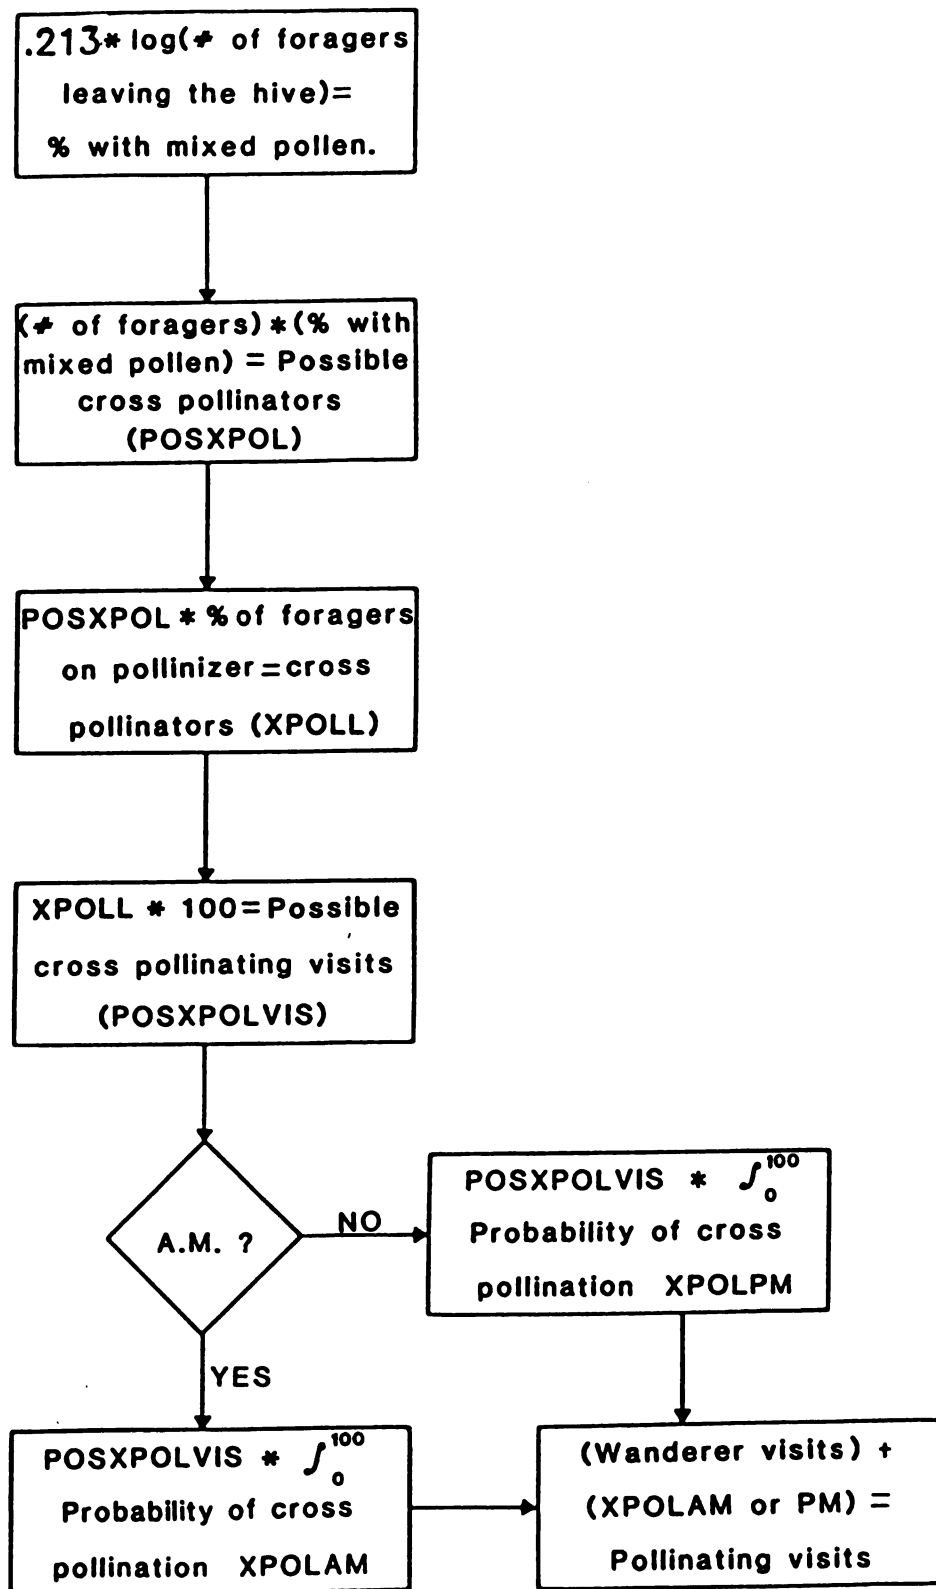 .213* log(# of foragers
leaving the hive)=
% with mixed pollen.
(# of foragers)*(% with
mixed pollen) = Possible
cross pollinators
(POSXPOL)
POSXPOL * % of foragers
on pollinizer = cross
pollinators (XPOLL)
XPOLL * 100 = Possible
cross pollinating visits
(POSXPOLVIS)
A.M. ?
NO
POSXPOLVIS * ∫₀¹⁰⁰
Probability of cross
pollination XPOLPM
YES
POSXPOLVIS * ∫₀¹⁰⁰
Probability of cross
pollination XPOLAM
(Wanderer visits) +
(XPOLAM or PM) =
Pollinating visits